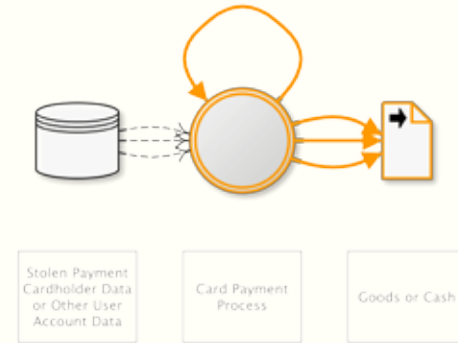 Stolen Payment
Cardholder Data
or Other User
Account Data
Card Payment
Process
Goods or Cash